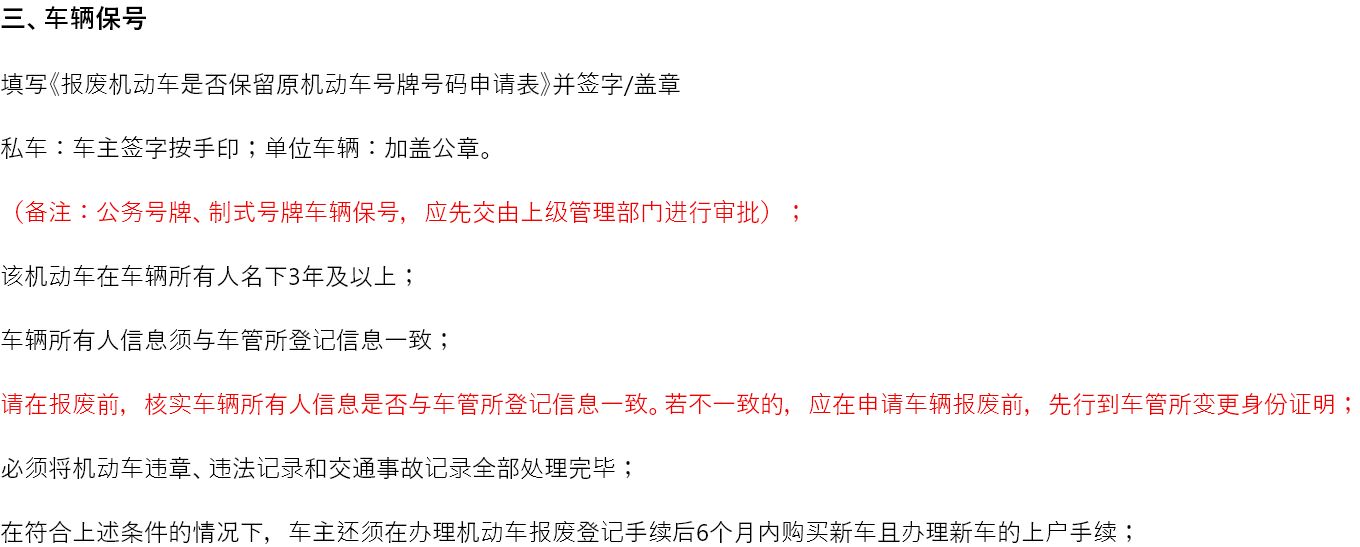 三、车辆保号
填写《报废机动车是否保留原机动车号牌号码申请表》并签字/盖章
私车：车主签字按手印；单位车辆：加盖公章。
（备注：公务号牌、制式号牌车辆保号，应先交由上级管理部门进行审批）；
该机动车在车辆所有人名下3年及以上；
车辆所有人信息须与车管所登记信息一致；
请在报废前，核实车辆所有人信息是否与车管所登记信息一致。若不一致的，应在申请车辆报废前，先行到车管所变更身份证明；
必须将机动车违章、违法记录和交通事故记录全部处理完毕；
在符合上述条件的情况下，车主还须在办理机动车报废登记手续后6个月内购买新车且办理新车的上户手续；